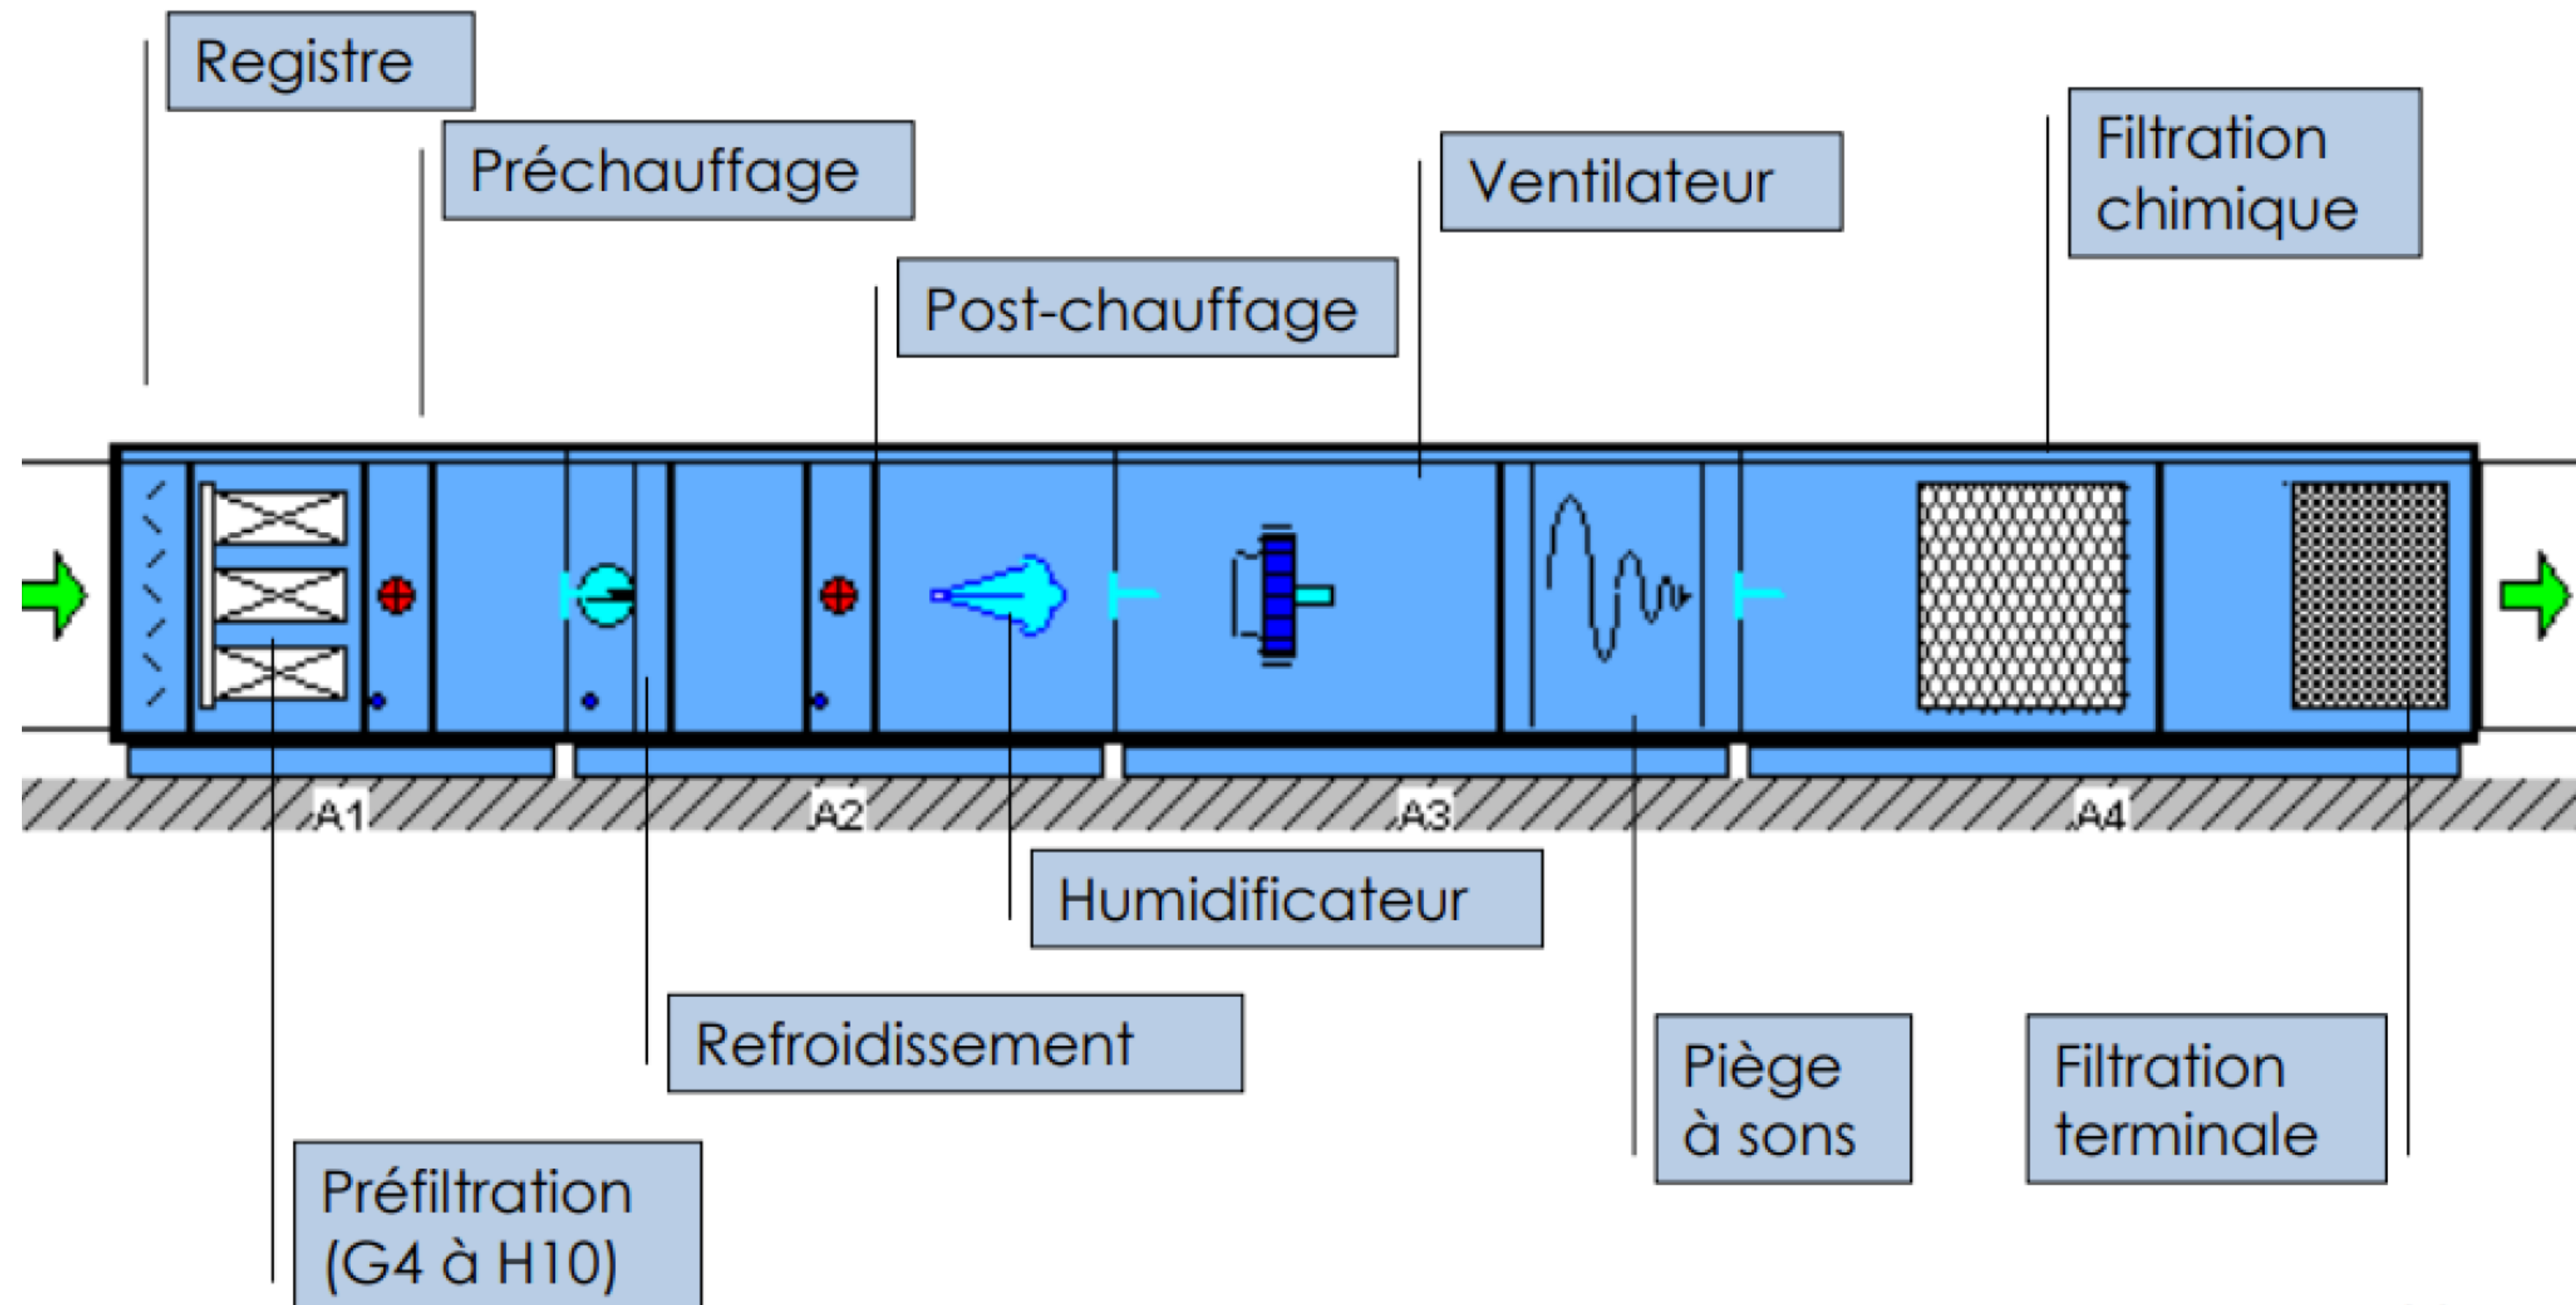 Registre
Préchauffage
Ventilateur
Filtration
chimique
Post-chauffage
A1
A2
A3
A4
Humidificateur
Refroidissement
Piège
à sons
Filtration
terminale
Préfiltration
(G4 à H10)